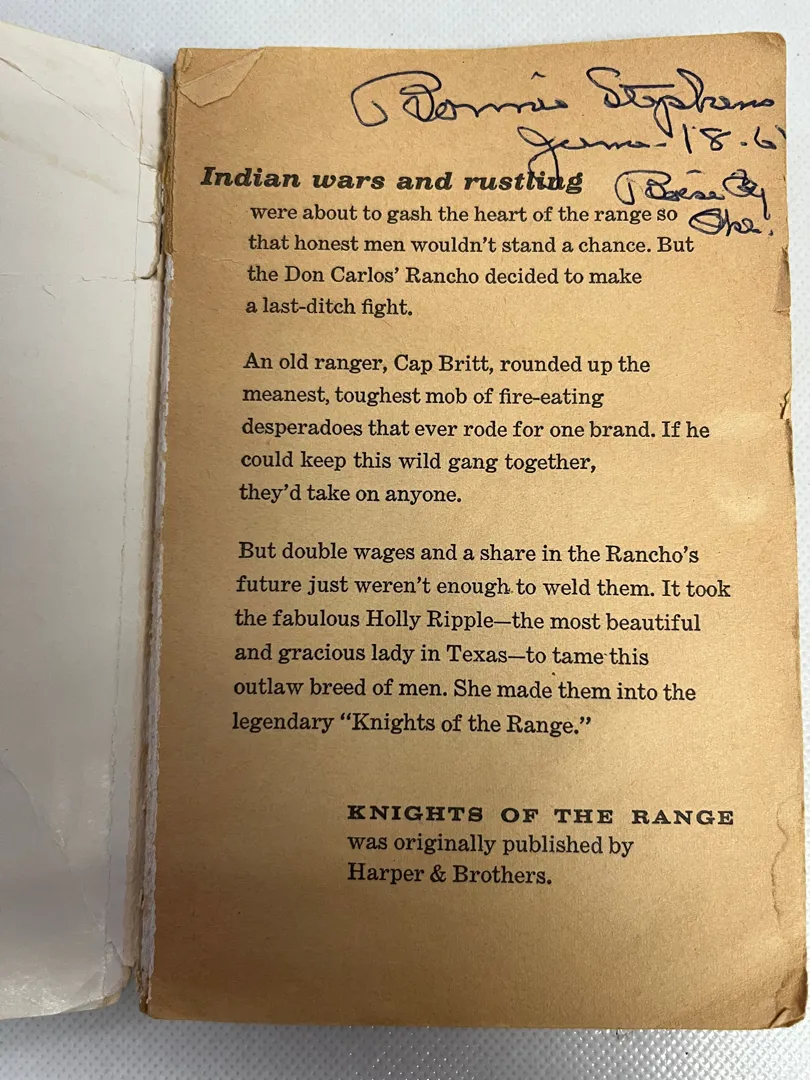 Bonnie Stephens
June - 18 - 6
Boise City
Okla.
Indian wars and rustling
were about to gash the heart of the range so
that honest men wouldn’t stand a chance. But
the Don Carlos’ Rancho decided to make
a last-ditch fight.
An old ranger, Cap Britt, rounded up the
meanest, toughest mob of fire-eating
desperadoes that ever rode for one brand. If he
could keep this wild gang together,
they’d take on anyone.
But double wages and a share in the Rancho’s
future just weren’t enough to weld them. It took
the fabulous Holly Ripple—the most beautiful
and gracious lady in Texas—to tame this
outlaw breed of men. She made them into the
legendary “Knights of the Range.”
KNIGHTS OF THE RANGE
was originally published by
Harper & Brothers.